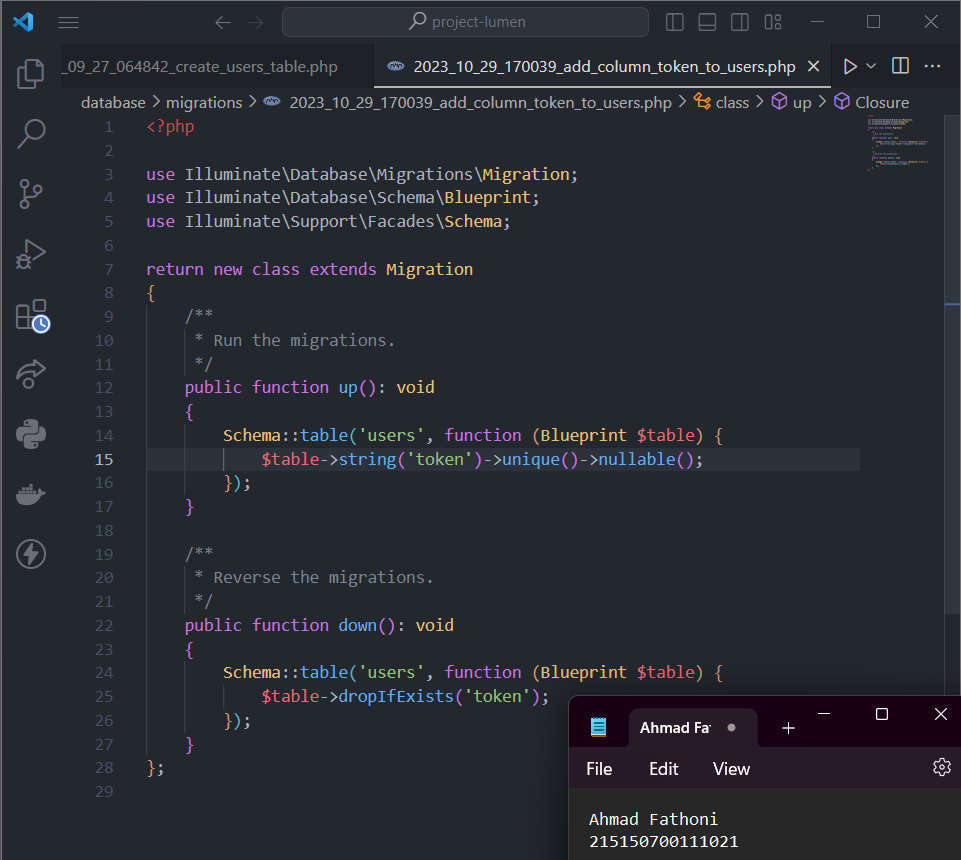 project-lumen
_09_27_064842_create_users_table.php
2023_10_29_170039_add_column_token_to_users.php
database > migrations > 2023_10_29_170039_add_column_token_to_users.php > class > up > Closure
1 <?php
2
3 use Illuminate\Database\Migrations\Migration;
4 use Illuminate\Database\Schema\Blueprint;
5 use Illuminate\Support\Facades\Schema;
6
7 return new class extends Migration
8 {
9 /**
10 * Run the migrations.
11 */
12 public function up(): void
13 {
14 Schema::table('users', function (Blueprint $table) {
15 $table->string('token')->unique()->nullable();
16 });
17 }
18
19 /**
20 * Reverse the migrations.
21 */
22 public function down(): void
23 {
24 Schema::table('users', function (Blueprint $table) {
25 $table->dropIfExists('token');
26 });
27 }
28 };
29
Ahmad Fat
File Edit View
Ahmad Fathoni
215150700111021